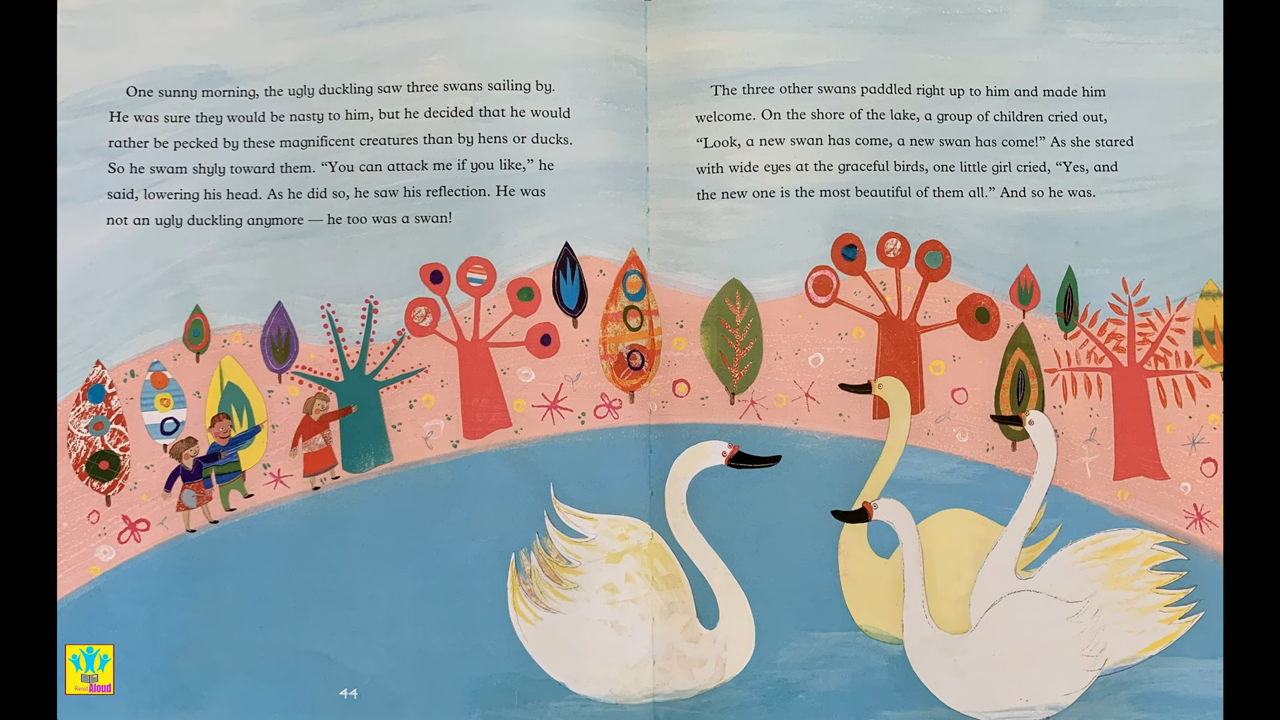 One sunny morning, the ugly duckling saw three swans sailing by.
He was sure they would be nasty to him, but he decided that he would
rather be pecked by these magnificent creatures than by hens or ducks.
So he swam shyly toward them. “You can attack me if you like,” he
said, lowering his head. As he did so, he saw his reflection. He was
not an ugly duckling anymore — he too was a swan!
The three other swans paddled right up to him and made him
welcome. On the shore of the lake, a group of children cried out,
“Look, a new swan has come, a new swan has come!” As she stared
with wide eyes at the graceful birds, one little girl cried, “Yes, and
the new one is the most beautiful of them all.” And so he was.
Read Aloud
44